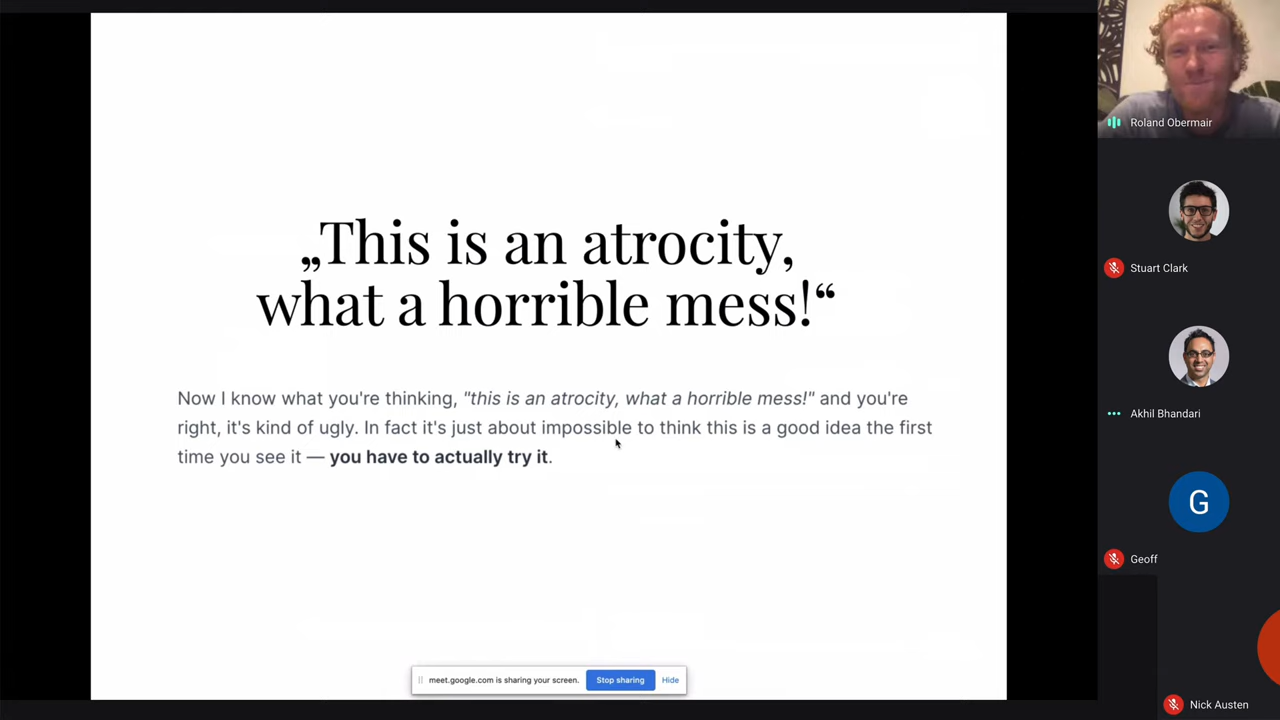 „This is an atrocity,
what a horrible mess!“
Now I know what you're thinking, "this is an atrocity, what a horrible mess!" and you're
right, it's kind of ugly. In fact it's just about impossible to think this is a good idea the first
time you see it — you have to actually try it.
meet.google.com is sharing your screen. Stop sharing Hide
Roland Obermair
Stuart Clark
Akhil Bhandari
G
Geoff
Nick Austen